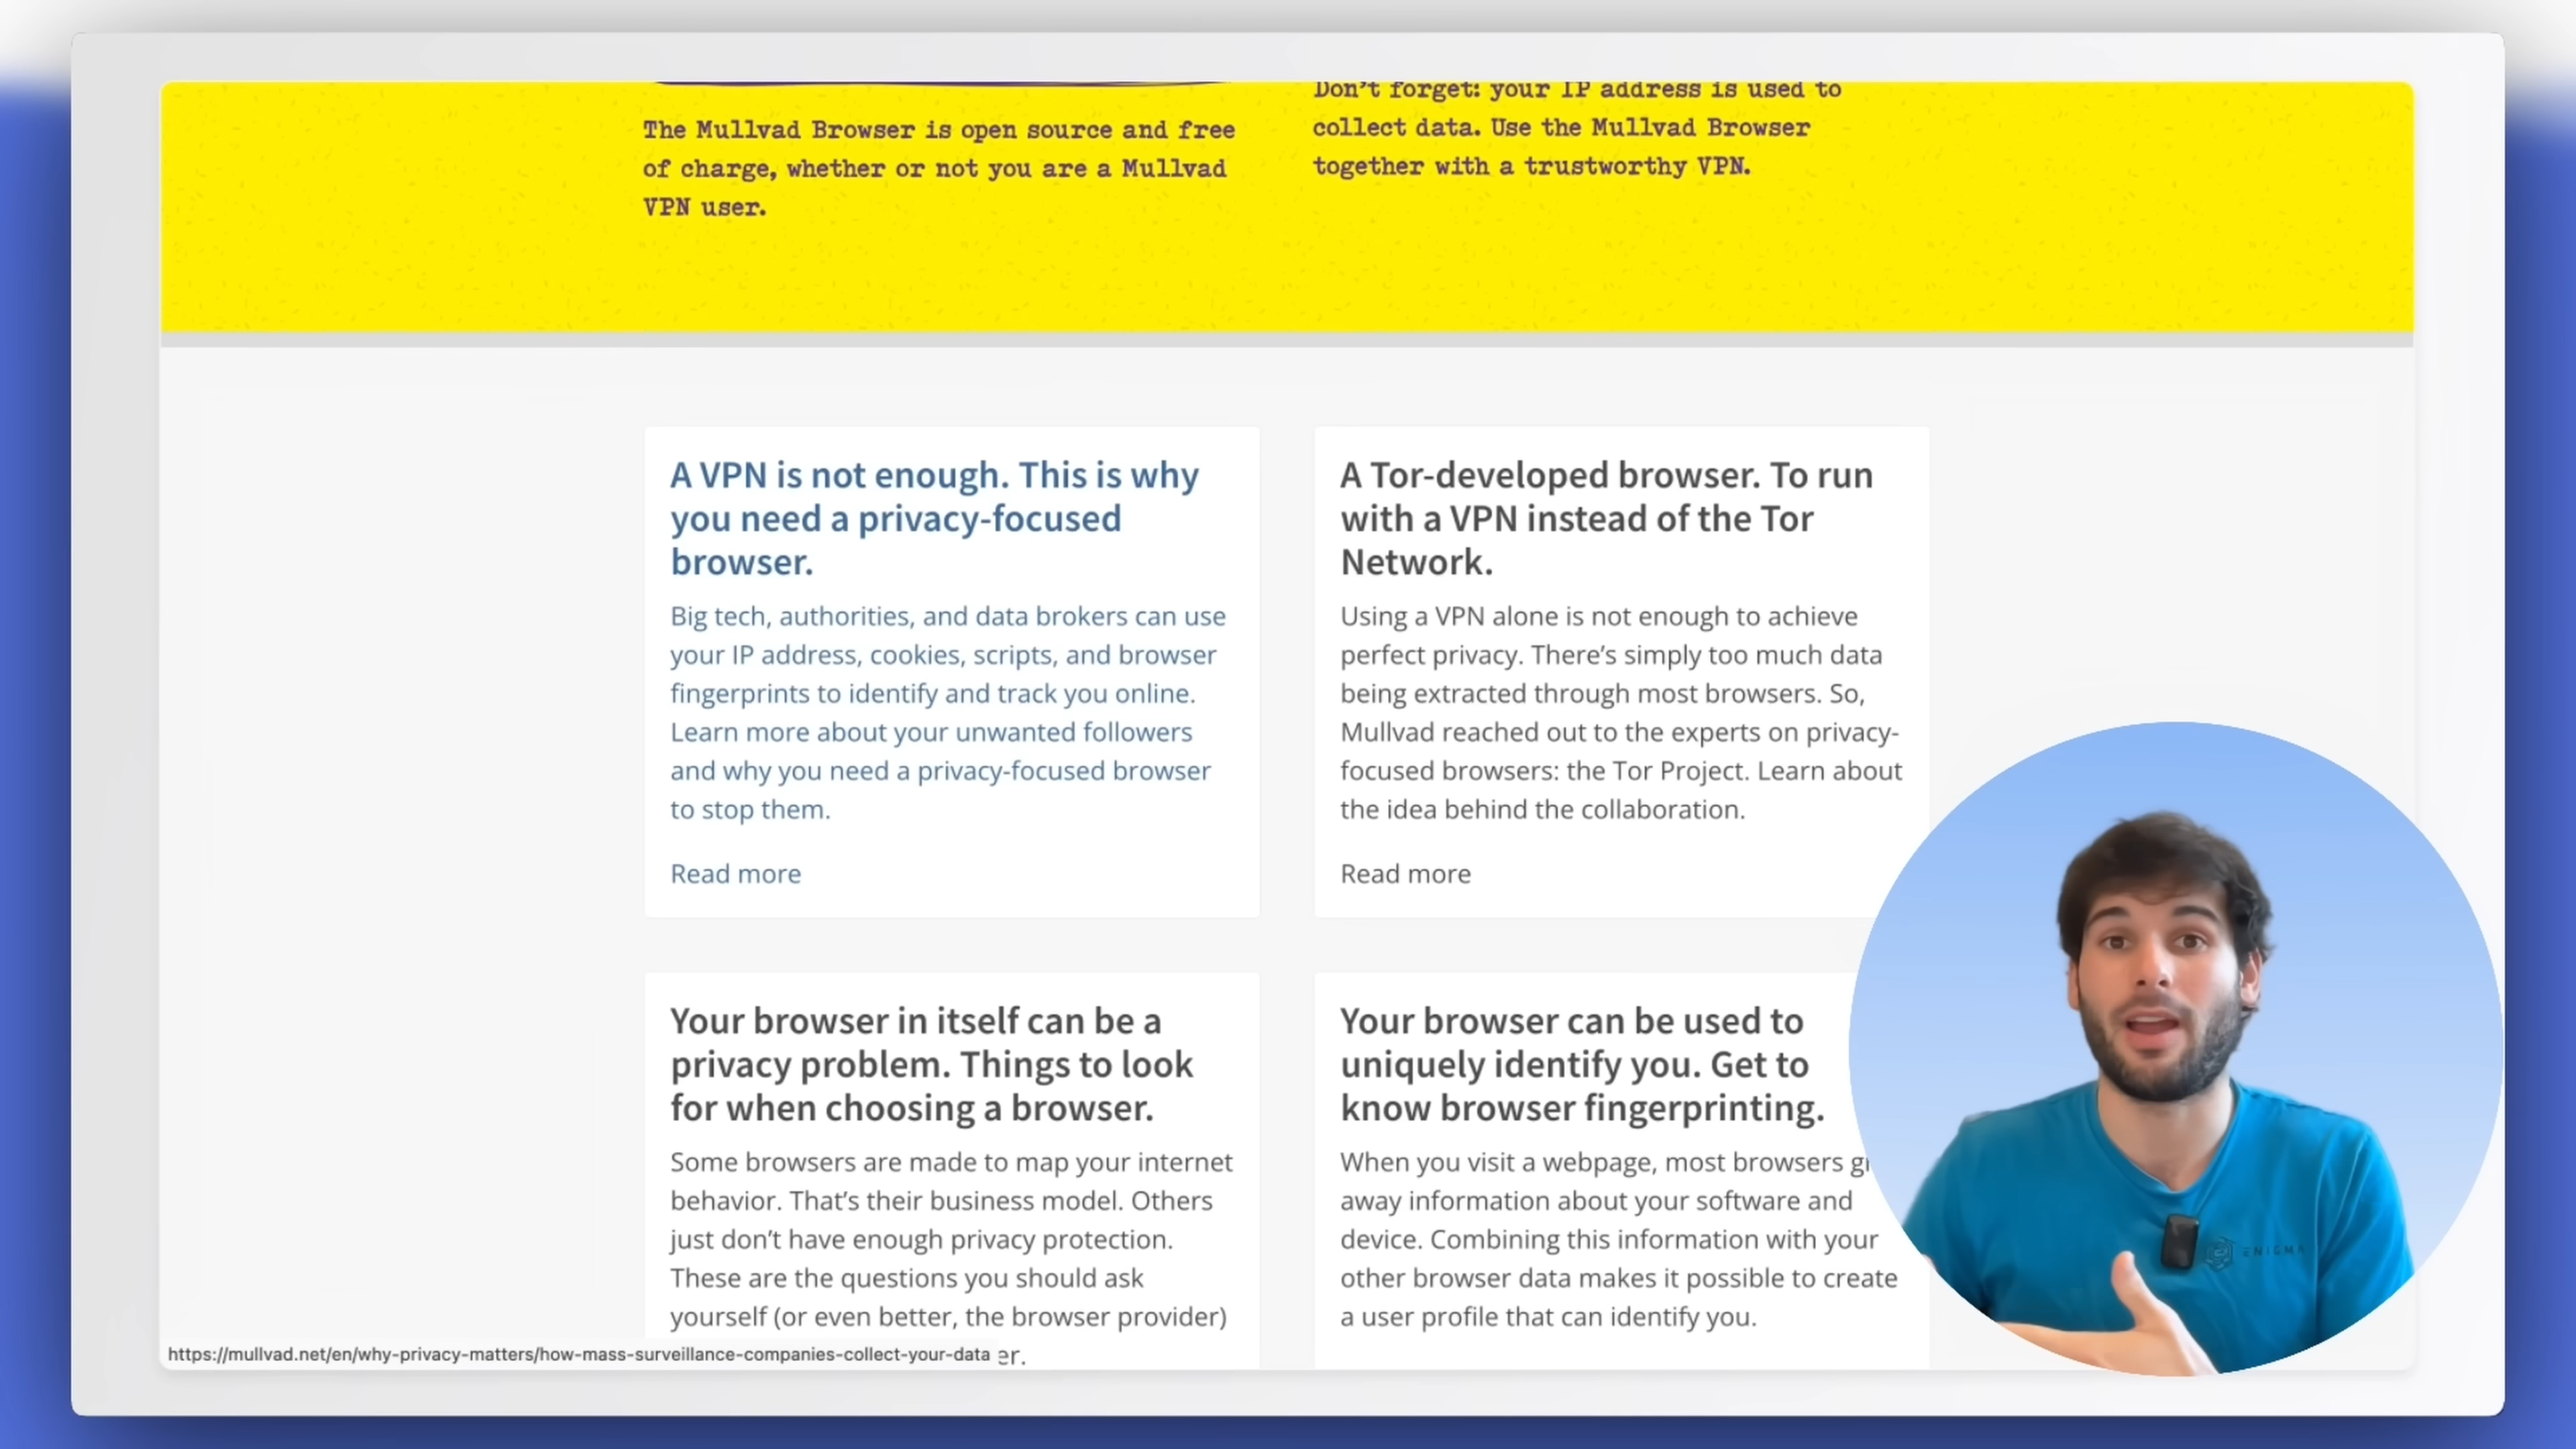 The Mullvad Browser is open source and free
of charge, whether or not you are a Mullvad
VPN user.
Don't forget: your IP address is used to
collect data. Use the Mullvad Browser
together with a trustworthy VPN.
A VPN is not enough. This is why
you need a privacy-focused
browser.
Big tech, authorities, and data brokers can use
your IP address, cookies, scripts, and browser
fingerprints to identify and track you online.
Learn more about your unwanted followers
and why you need a privacy-focused browser
to stop them.
Read more
A Tor-developed browser. To run
with a VPN instead of the Tor
Network.
Using a VPN alone is not enough to achieve
perfect privacy. There's simply too much data
being extracted through most browsers. So,
Mullvad reached out to the experts on privacy-
focused browsers: the Tor Project. Learn about
the idea behind the collaboration.
Read more
Your browser in itself can be a
privacy problem. Things to look
for when choosing a browser.
Some browsers are made to map your internet
behavior. That's their business model. Others
just don't have enough privacy protection.
These are the questions you should ask
yourself (or even better, the browser provider)
er.
Your browser can be used to
uniquely identify you. Get to
know browser fingerprinting.
When you visit a webpage, most browsers
away information about your software and
device. Combining this information with your
other browser data makes it possible to create
a user profile that can identify you.
https://mullvad.net/en/why-privacy-matters/how-mass-surveillance-companies-collect-your-data
ENIGMA